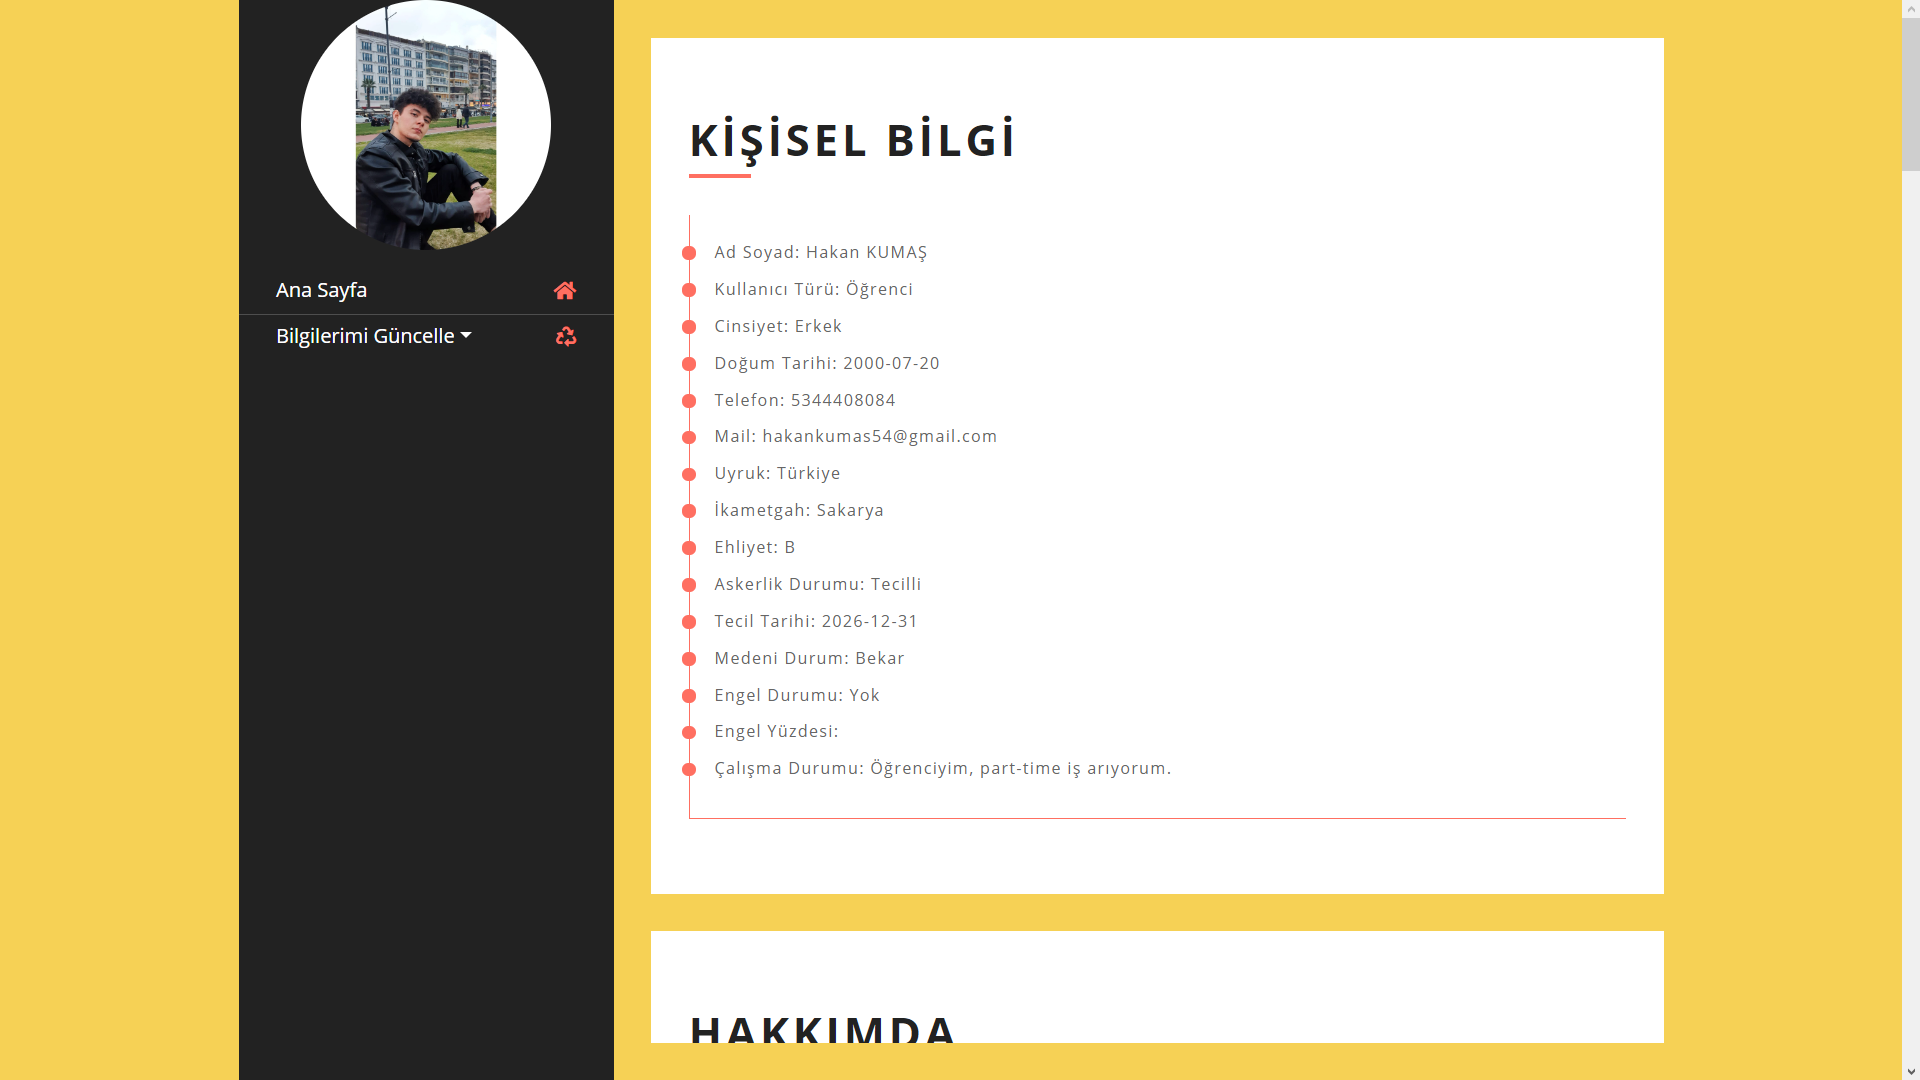 Ana Sayfa
Bilgilerimi Güncelle
KİŞİSEL BİLGİ
Ad Soyad: Hakan KUMAŞ
Kullanıcı Türü: Öğrenci
Cinsiyet: Erkek
Doğum Tarihi: 2000-07-20
Telefon: 5344408084
Mail: hakankumas54@gmail.com
Uyruk: Türkiye
İkametgah: Sakarya
Ehliyet: B
Askerlik Durumu: Tecilli
Tecil Tarihi: 2026-12-31
Medeni Durum: Bekar
Engel Durumu: Yok
Engel Yüzdesi:
Çalışma Durumu: Öğrenciyim, part-time iş arıyorum.
HAKKIMDA